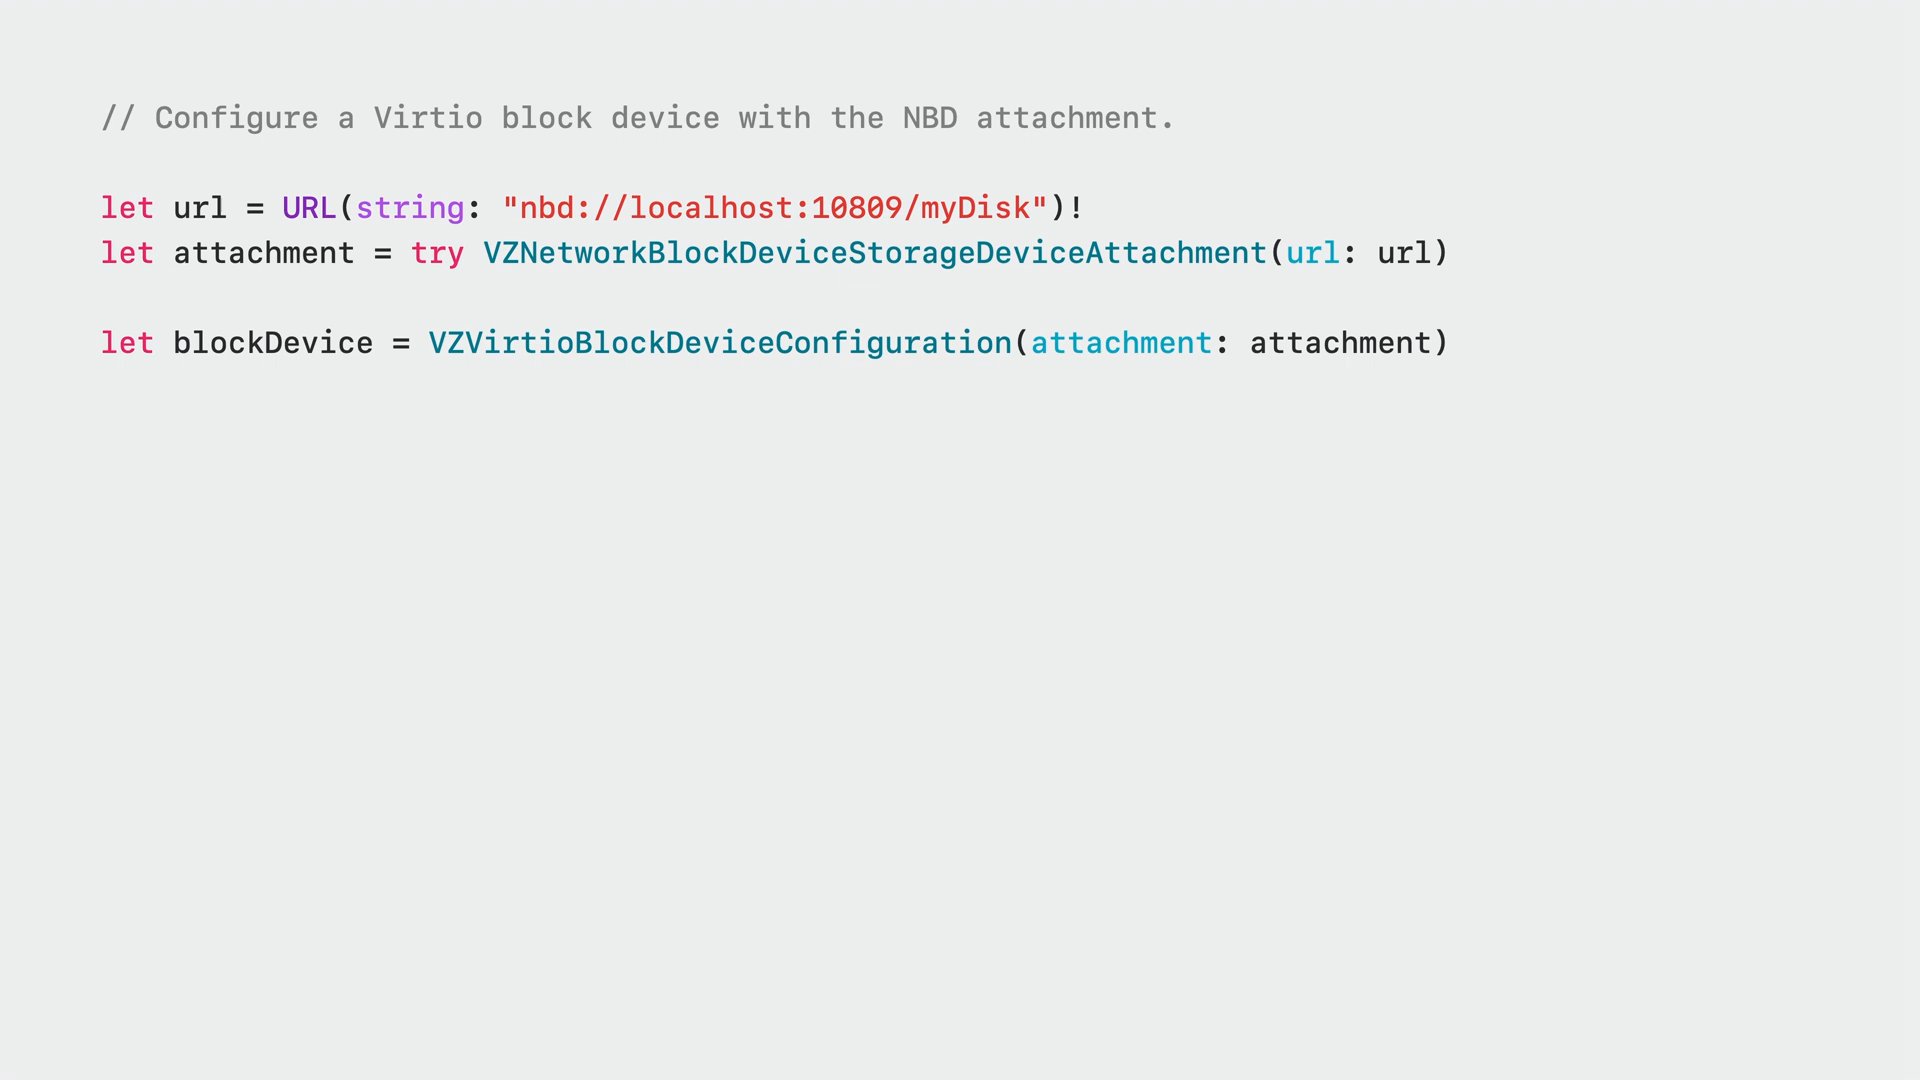 // Configure a Virtio block device with the NBD attachment.
let url = URL(string: "nbd://localhost:10809/myDisk")!
let attachment = try VZNetworkBlockDeviceStorageDeviceAttachment(url: url)
let blockDevice = VZVirtioBlockDeviceConfiguration(attachment: attachment)